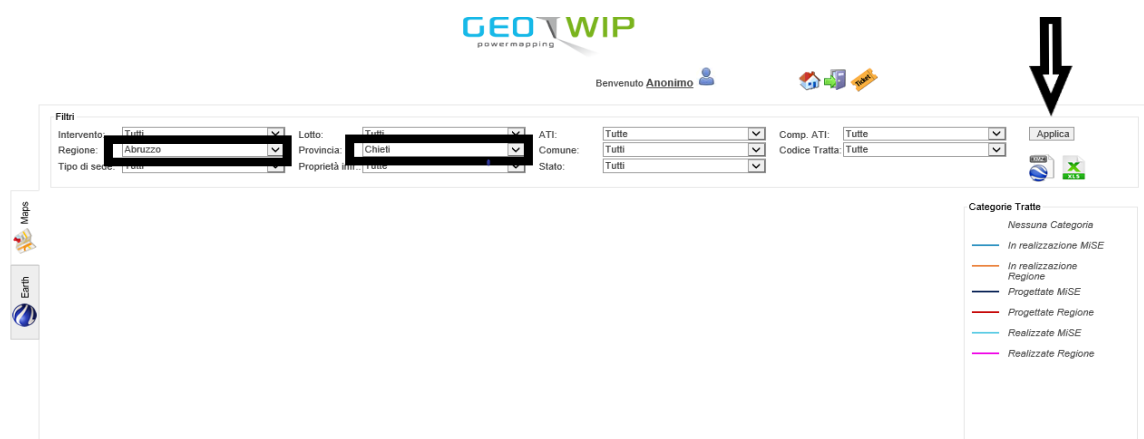 GEO WIP
powermapping
Benvenuto Anonimo
Ticket
Filtri
Intervento: Tutti Lotto: Tutti ATI: Tutte Comp. ATI: Tutte Applica
Regione: Abruzzo Provincia: Chieti Comune: Tutti Codice Tratta: Tutte
Tipo di sede: Tutti Proprietà infr.: Tutte Stato: Tutti
KMZ
XLS
Maps
Earth
Categorie Tratte
Nessuna Categoria
In realizzazione MiSE
In realizzazione
Regione
Progettate MiSE
Progettate Regione
Realizzate MiSE
Realizzate Regione